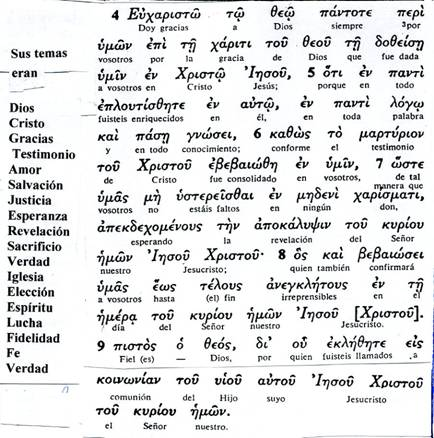 4 Εὐχαριστῶ τῷ θεῷ πάντοτε περὶ
Doy gracias a Dios siempre 3por
ὑμῶν ἐπὶ τῇ χάριτι τοῦ θεοῦ τῇ δοθείσῃ
vosotros por la gracia de Dios que fue dada
ὑμῖν ἐν Χριστῷ Ἰησοῦ, 5 ὅτι ἐν παντὶ
a vosotros en Cristo Jesús; porque en todo
ἐπλουτίσθητε ἐν αὐτῷ, ἐν παντὶ λόγῳ
fuisteis enriquecidos en él, en toda palabra
καὶ πάσῃ γνώσει, 6 καθὼς τὸ μαρτύριον
y en todo conocimiento; conforme el testimonio
τοῦ Χριστοῦ ἐβεβαιώθη ἐν ὑμῖν, 7 ὥστε
de Cristo fue consolidado en vosotros, de tal
manera que
ὑμᾶς μὴ ὑστερεῖσθαι ἐν μηδενὶ χαρίσματι,
vosotros no estáis faltos en ningún don,
ἀπεκδεχομένους τὴν ἀποκάλυψιν τοῦ κυρίου
esperando la revelación del Señor
ἡμῶν Ἰησοῦ Χριστοῦ· 8 ὃς καὶ βεβαιώσει
nuestro Jesucristo; quien también confirmará
ὑμᾶς ἕως τέλους ἀνεγκλήτους ἐν τῇ
a vosotros hasta (el) fin irreprensibles en el
ἡμέρᾳ τοῦ κυρίου ἡμῶν Ἰησοῦ [Χριστοῦ].
día del Señor nuestro Jesucristo.
9 πιστὸς ὁ θεός, δι' οὗ ἐκλήθητε εἰς
Fiel (es) — Dios, por quien fuisteis llamados a
κοινωνίαν τοῦ υἱοῦ αὐτοῦ Ἰησοῦ Χριστοῦ
comunión del Hijo suyo Jesucristo
τοῦ κυρίου ἡμῶν.
el Señor nuestro.
Sus temas
eran
Dios
Cristo
Gracias
Testimonio
Amor
Salvación
Justicia
Esperanza
Revelación
Sacrificio
Verdad
Iglesia
Elección
Espíritu
Lucha
Fidelidad
Fe
Verdad